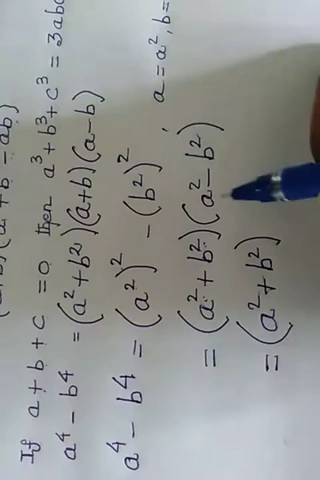 If a + b + c = 0 then a³ + b³ + c³ = 3abc
a⁴ - b⁴ = (a² + b²)(a+b)(a-b)
a⁴ - b⁴ = (a²)² - (b²)² , a = a², b =
= (a² + b²)(a² - b²)
= (a² + b²)